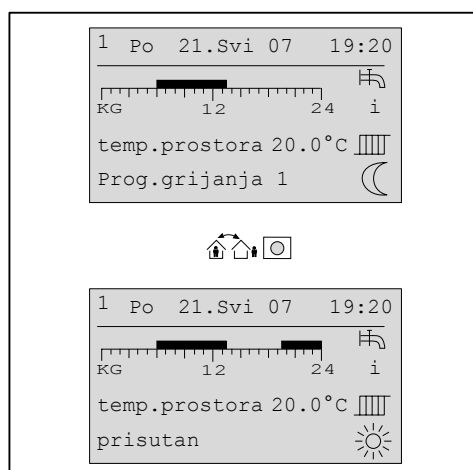 1 Po 21.Svi 07 19:20
KG 12 24 i
temp.prostora 20.0°C
Prog.grijanja 1
1 Po 21.Svi 07 19:20
KG 12 24 i
temp.prostora 20.0°C
prisutan